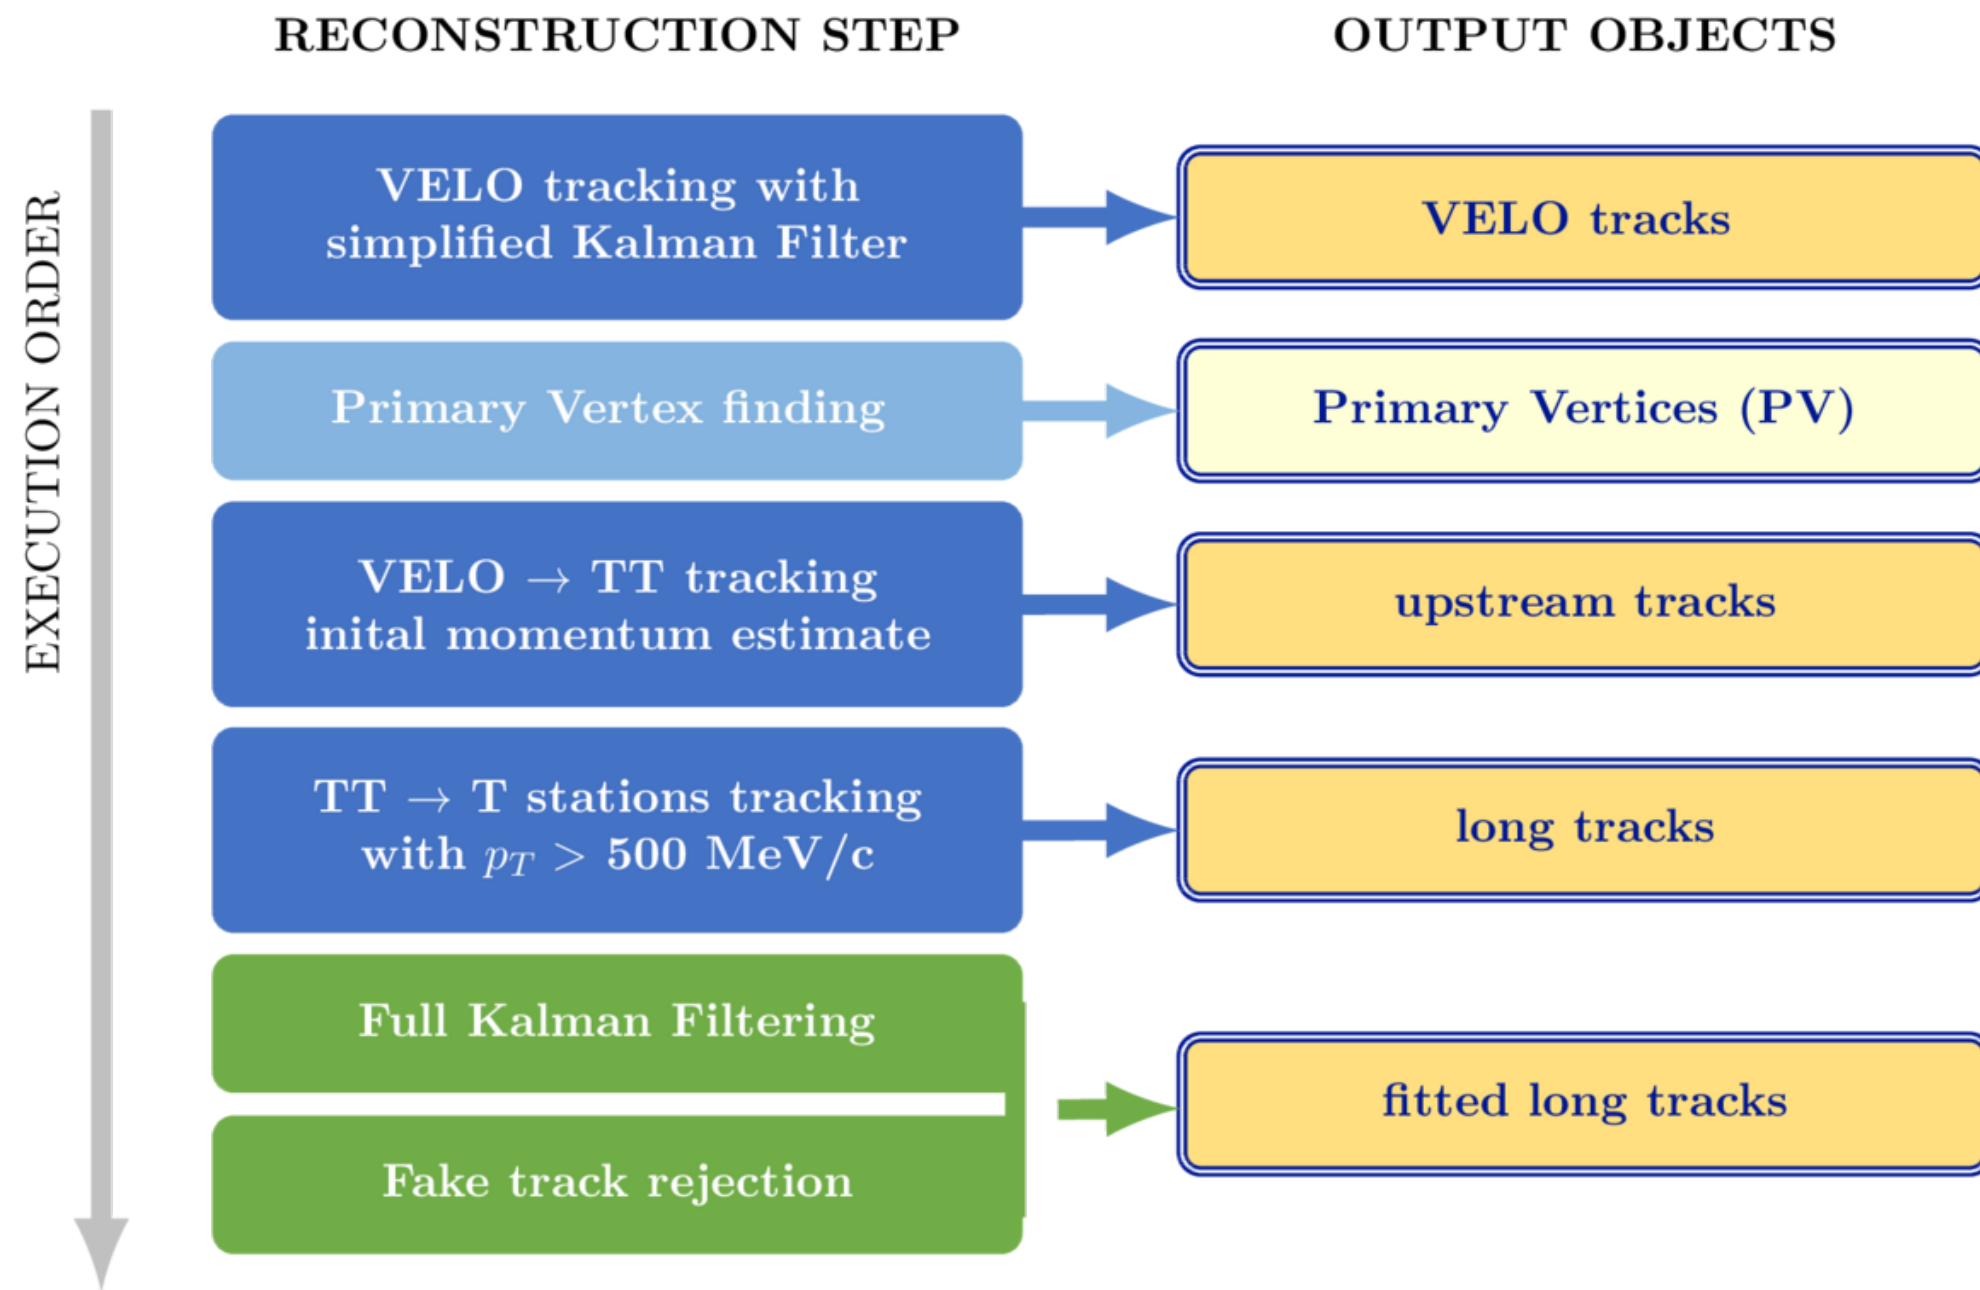 RECONSTRUCTION STEP
OUTPUT OBJECTS
EXECUTION ORDER
VELO tracking with
simplified Kalman Filter
VELO tracks
Primary Vertex finding
Primary Vertices (PV)
VELO → TT tracking
inital momentum estimate
upstream tracks
TT → T stations tracking
with p_T > 500 MeV/c
long tracks
Full Kalman Filtering
Fake track rejection
fitted long tracks